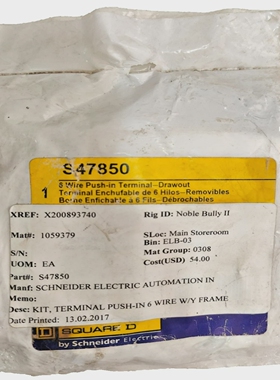 S47850
1
6 Wire Push-in Terminal-Drawout
Terminal Enchufable de 6 Hilos-Removibles
Borne Enfichable à 6 Fils-Débrochables
XREF: X200893740 Rig ID: Noble Bully II
Mat#: 1059379 SLoc: Main Storeroom
Bin: ELB-03
S/N: Mat Group: 0308
UOM: EA Cost(USD) 54.00
Part#: S47850
Manf: SCHNEIDER ELECTRIC AUTOMATION IN
Memo:
Desc: KIT, TERMINAL PUSH-IN 6 WIRE W/Y FRAME
Date Printed: 13.02.2017
SQUARE D
by Schneider Electric